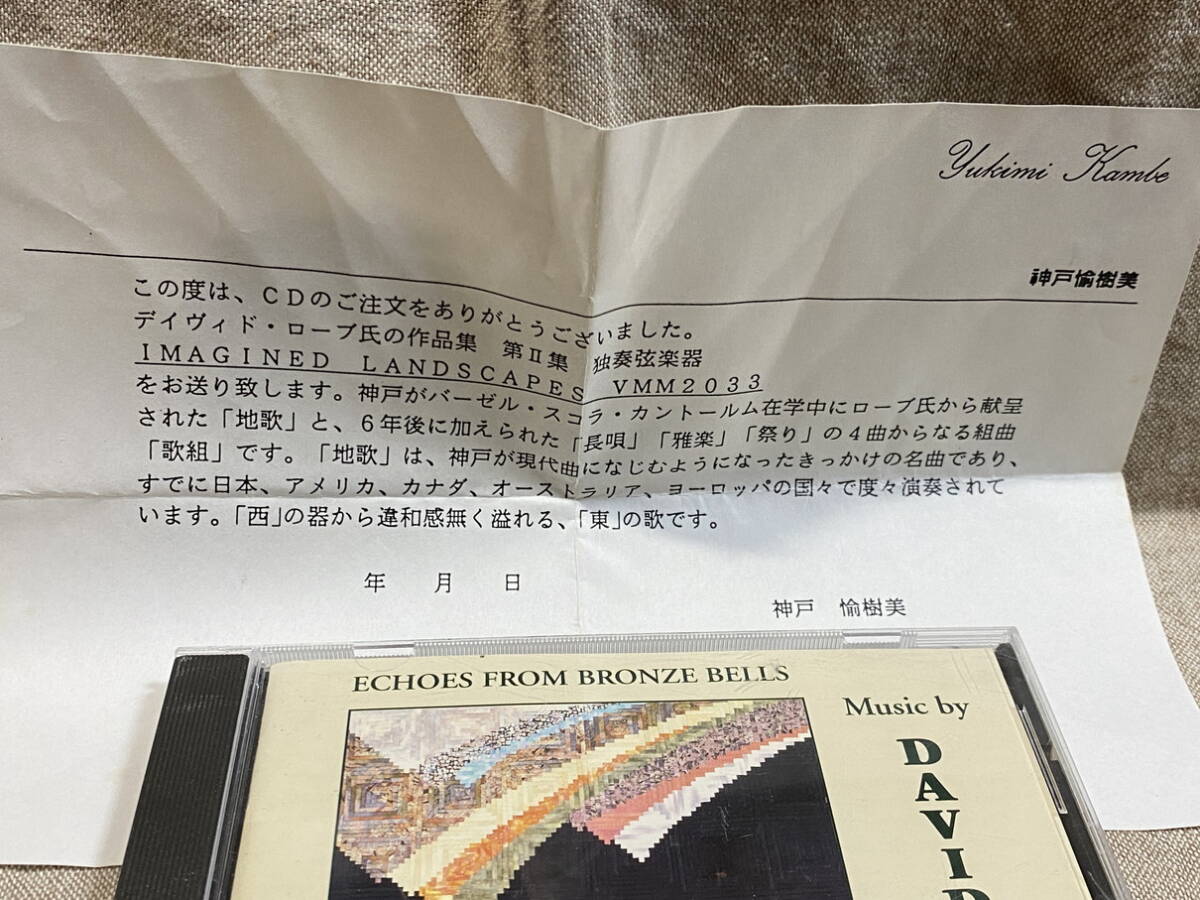 Yukimi Kambe
神戸愉樹美
この度は、ＣＤのご注文をありがとうございました。
デイヴィド・ローブ氏の作品集　第Ⅱ集　独奏弦楽器
ＩＭＡＧＩＮＥＤ　ＬＡＮＤＳＣＡＰＥＳ　ＶＭＭ２０３３
をお送り致します。神戸がバーゼル・スコラ・カントールム在学中にローブ氏から献呈
された「地歌」と、６年後に加えられた「長唄」「雅楽」「祭り」の４曲からなる組曲
「歌組」です。「地歌」は、神戸が現代曲になじむようになったきっかけの名曲であり、
すでに日本、アメリカ、カナダ、オーストラリア、ヨーロッパの国々で度々演奏されて
います。「西」の器から違和感無く溢れる、「東」の歌です。
年　月　日
神戸　愉樹美
ECHOES FROM BRONZE BELLS
Music by
DAVID